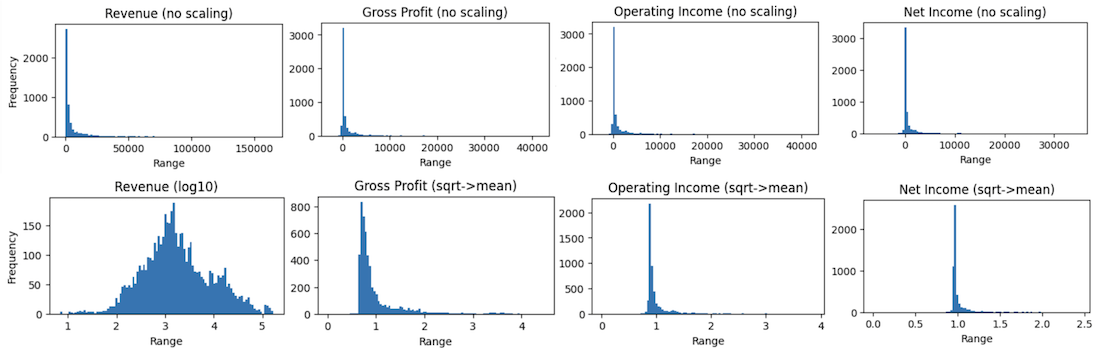 Revenue (no scaling)
Frequency
2000
1000
0
0 50000 100000 150000
Range
Gross Profit (no scaling)
3000
2000
1000
0
0 10000 20000 30000 40000
Range
Operating Income (no scaling)
3000
2000
1000
0
0 10000 20000 30000 40000
Range
Net Income (no scaling)
3000
2000
1000
0
0 10000 20000 30000
Range
Revenue (log10)
Frequency
150
100
50
0
1 2 3 4 5
Range
Gross Profit (sqrt->mean)
800
600
400
200
0
0 1 2 3 4
Range
Operating Income (sqrt->mean)
2000
1500
1000
500
0
0 1 2 3 4
Range
Net Income (sqrt->mean)
2000
1000
0
0.0 0.5 1.0 1.5 2.0 2.5
Range